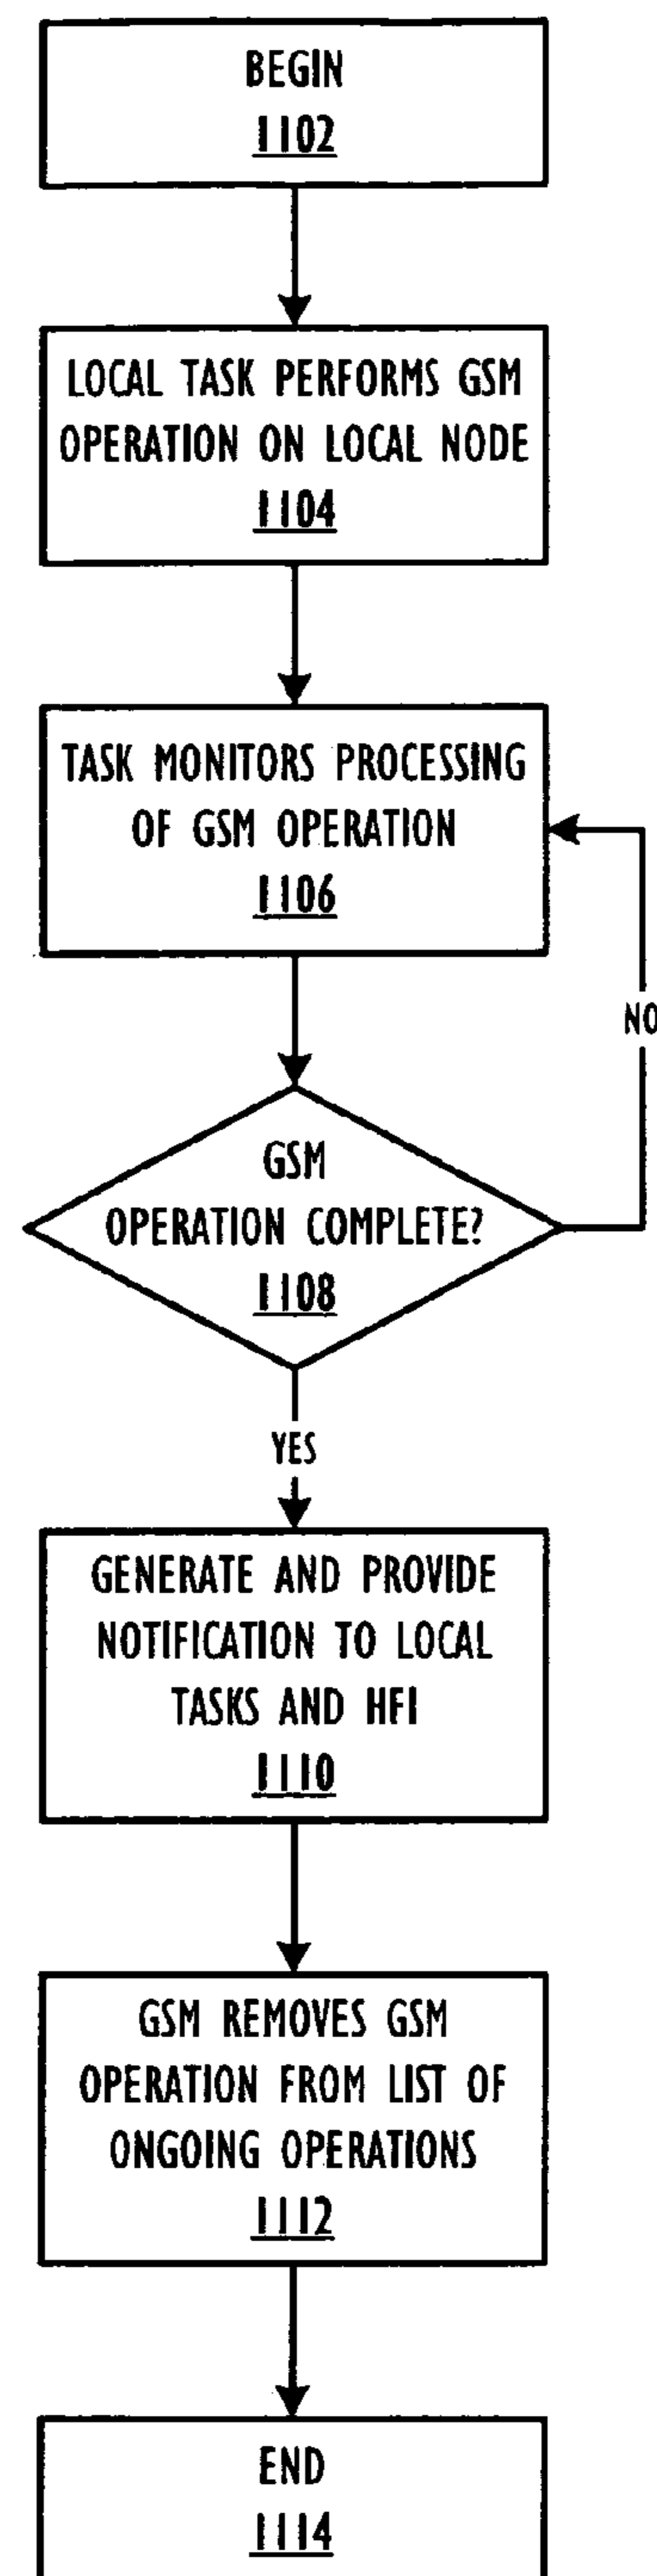 BEGIN
1102
LOCAL TASK PERFORMS GSM
OPERATION ON LOCAL NODE
1104
TASK MONITORS PROCESSING
OF GSM OPERATION
1106
NO
GSM
OPERATION COMPLETE?
1108
YES
GENERATE AND PROVIDE
NOTIFICATION TO LOCAL
TASKS AND HFI
1110
GSM REMOVES GSM
OPERATION FROM LIST OF
ONGOING OPERATIONS
1112
END
1114